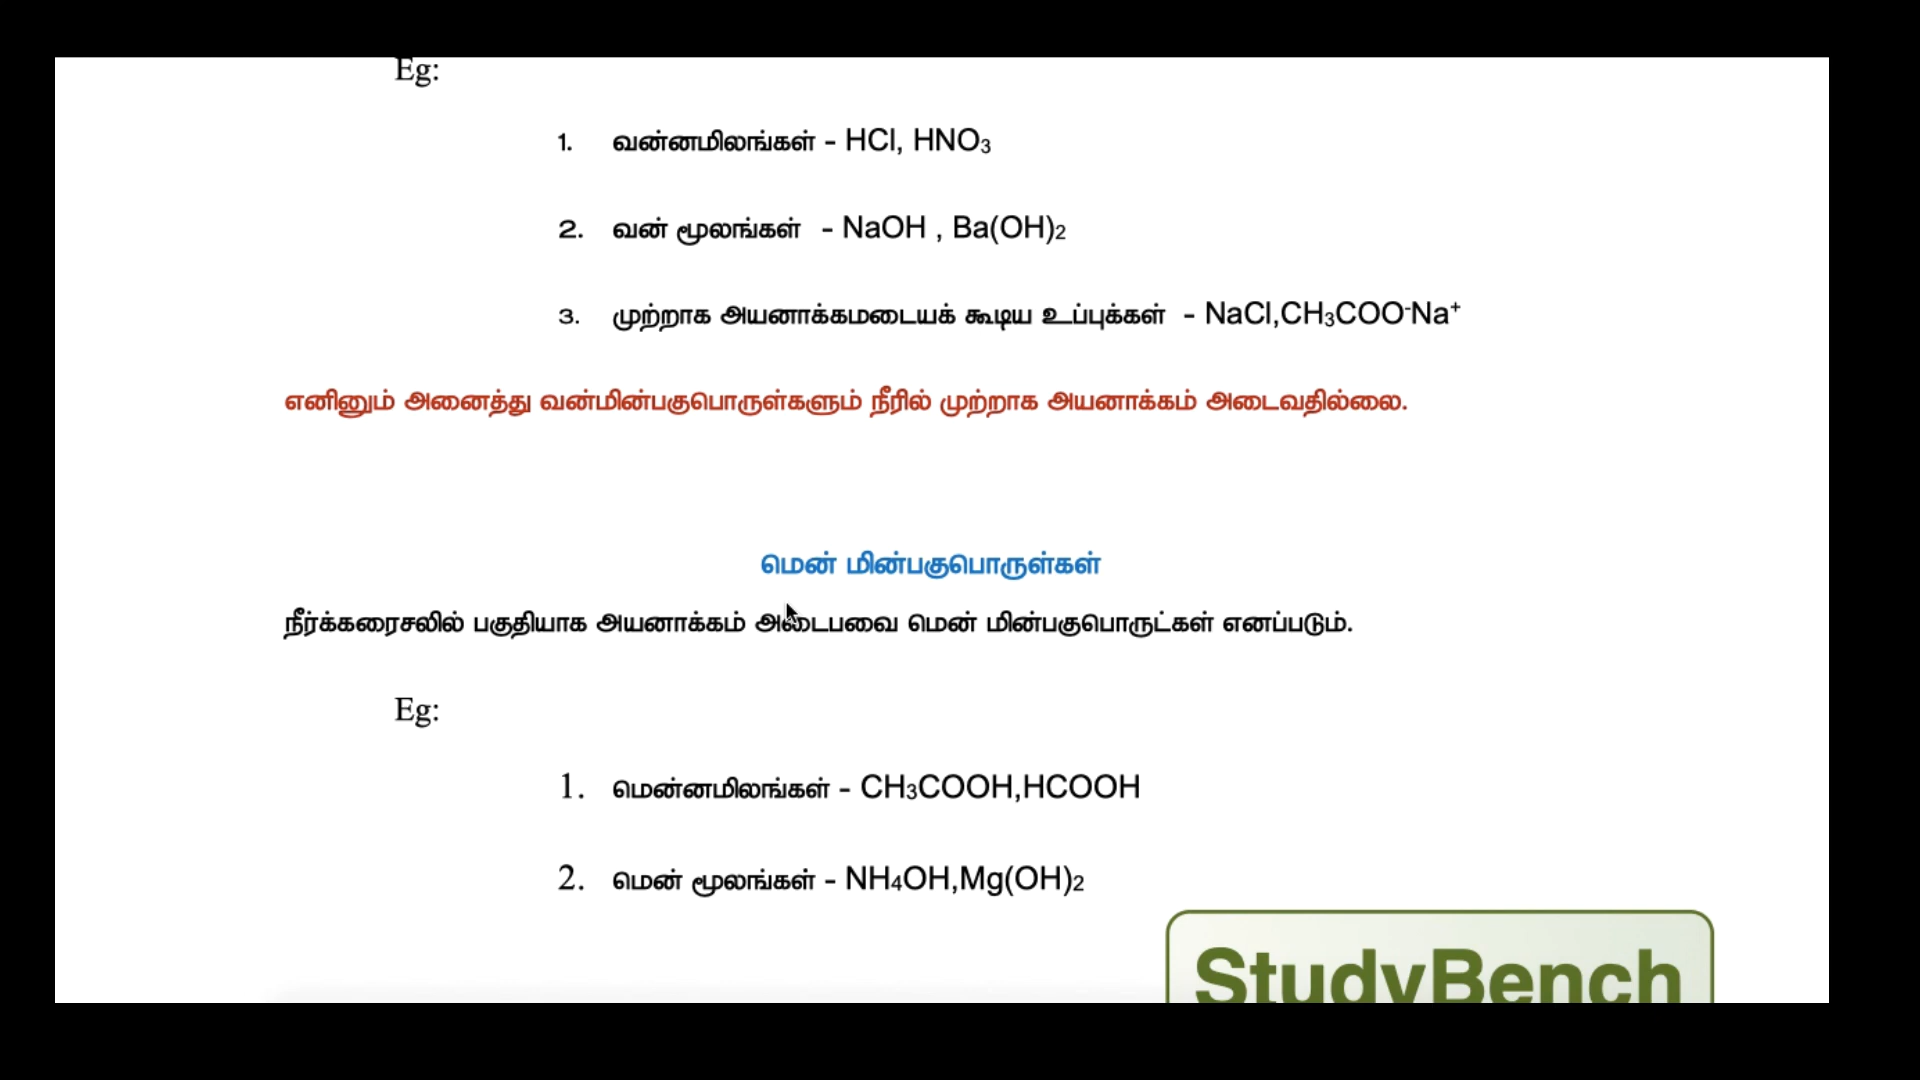 Eg:
1. வன்னமிலங்கள் - HCl, HNO₃
2. வன் மூலங்கள் - NaOH , Ba(OH)₂
3. முற்றாக அயனாக்கமடையக் கூடிய உப்புக்கள் - NaCl,CH₃COO⁻Na⁺
எனினும் அனைத்து வன்மின்பகுபொருள்களும் நீரில் முற்றாக அயனாக்கம் அடைவதில்லை.
மென் மின்பகுபொருள்கள்
நீர்க்கரைசலில் பகுதியாக அயனாக்கம் அடைபவை மென் மின்பகுபொருட்கள் எனப்படும்.
Eg:
1. மென்னமிலங்கள் - CH₃COOH,HCOOH
2. மென் மூலங்கள் - NH₄OH,Mg(OH)₂
StudyBench